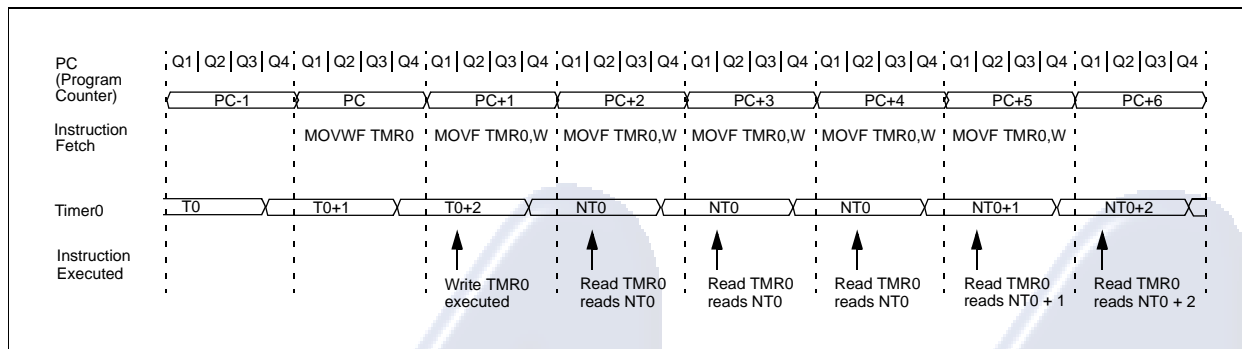 PC
(Program
Counter)
Q1 Q2 Q3 Q4 Q1 Q2 Q3 Q4 Q1 Q2 Q3 Q4 Q1 Q2 Q3 Q4 Q1 Q2 Q3 Q4 Q1 Q2 Q3 Q4 Q1 Q2 Q3 Q4 Q1 Q2 Q3 Q4
PC-1 PC PC+1 PC+2 PC+3 PC+4 PC+5 PC+6
Instruction
Fetch
MOVWF TMR0 MOVF TMR0,W MOVF TMR0,W MOVF TMR0,W MOVF TMR0,W MOVF TMR0,W
Timer0
T0 T0+1 T0+2 NT0 NT0 NT0 NT0+1 NT0+2
Instruction
Executed
Write TMR0
executed
Read TMR0
reads NT0
Read TMR0
reads NT0
Read TMR0
reads NT0
Read TMR0
reads NT0 + 1
Read TMR0
reads NT0 + 2